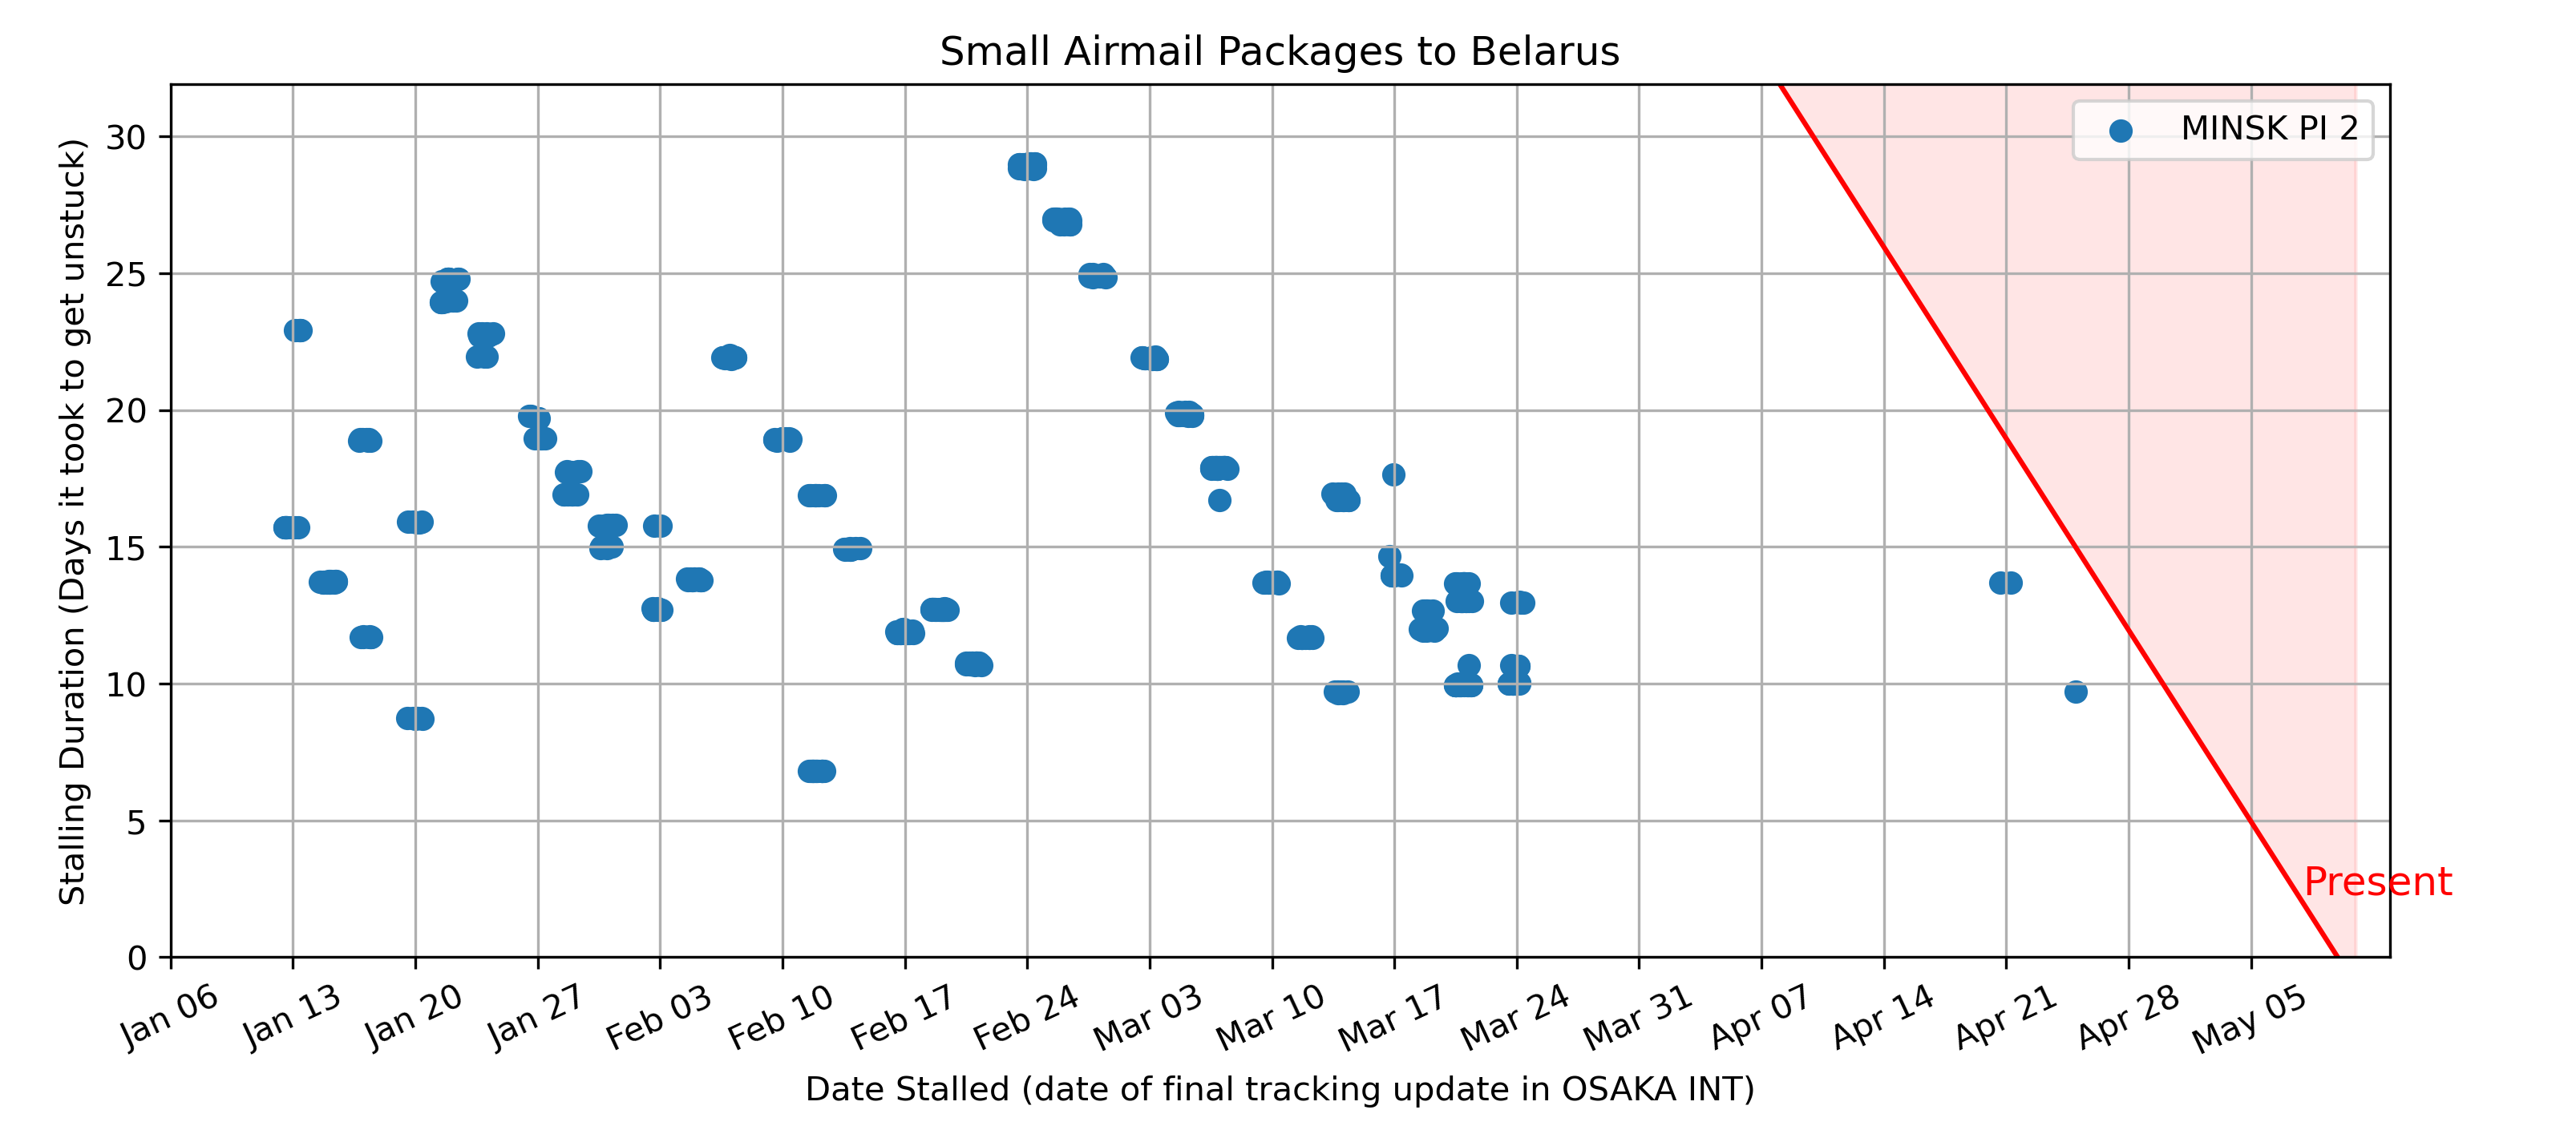 Small Airmail Packages to Belarus
MINSK PI 2
Stalling Duration (Days it took to get unstuck)
30
25
20
15
10
5
0
Present
Jan 06
Jan 13
Jan 20
Jan 27
Feb 03
Feb 10
Feb 17
Feb 24
Mar 03
Mar 10
Mar 17
Mar 24
Mar 31
Apr 07
Apr 14
Apr 21
Apr 28
May 05
Date Stalled (date of final tracking update in OSAKA INT)